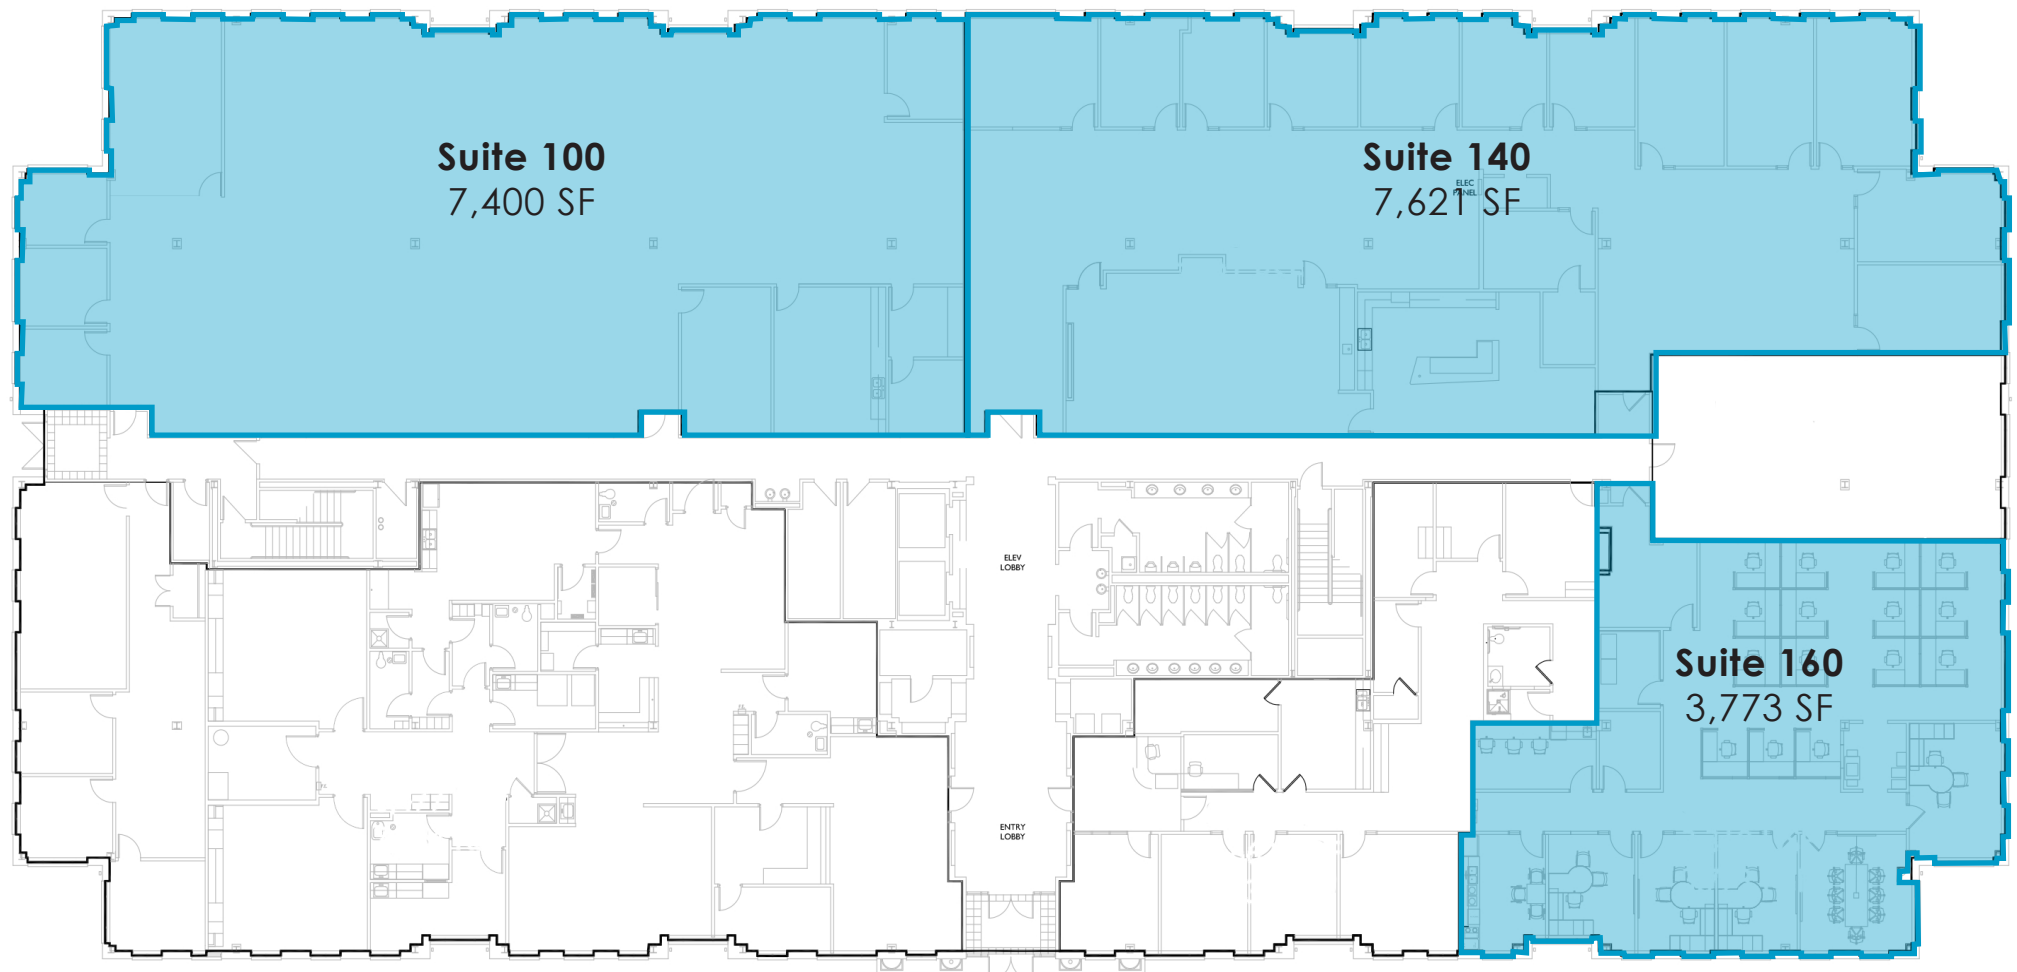 Suite 100
7,400 SF
Suite 140
7,621 SF
ELEC
PANEL
Suite 160
3,773 SF
ELEV
LOBBY
ENTRY
LOBBY